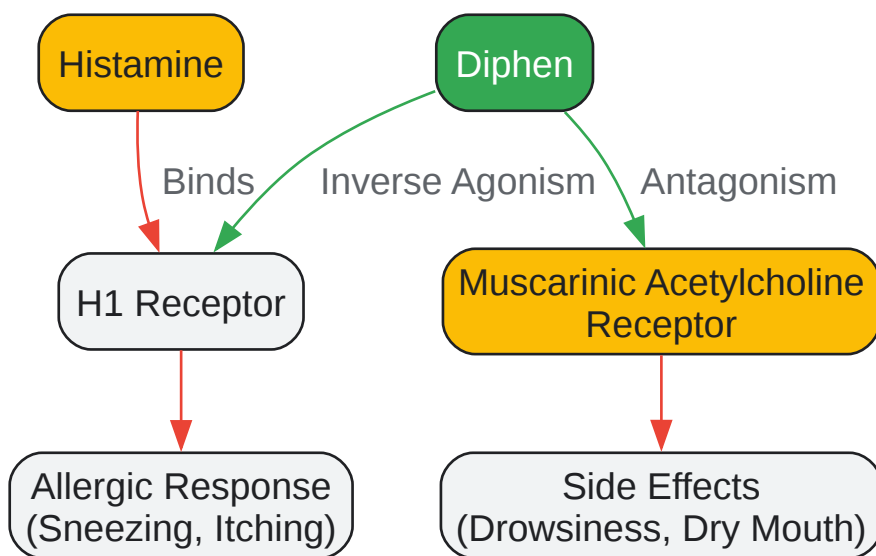 Histamine
Diphen
Binds
Inverse Agonism
Antagonism
H1 Receptor
Muscarinic Acetylcholine
Receptor
Allergic Response
(Sneezing, Itching)
Side Effects
(Drowsiness, Dry Mouth)